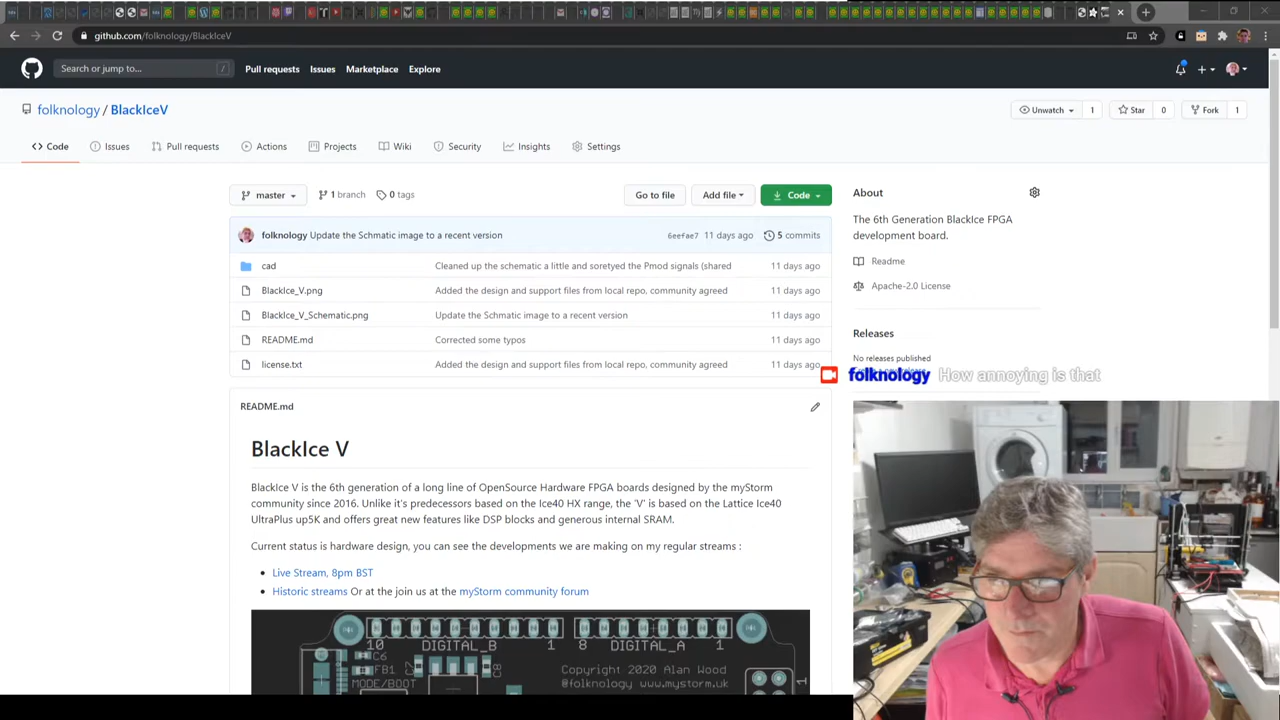 github.com/folknology/BlackIceV
Search or jump to...
/
Pull requests
Issues
Marketplace
Explore
folknology / BlackIceV
Unwatch
1
Star
0
Fork
1
Code
Issues
Pull requests
Actions
Projects
Wiki
Security
Insights
Settings
master
1 branch
0 tags
Go to file
Add file
Code
folknology Update the Schmatic image to a recent version
6eefae7 11 days ago
5 commits
cad
Cleaned up the schematic a little and soretyed the Pmod signals (shared
11 days ago
BlackIce_V.png
Added the design and support files from local repo, community agreed
11 days ago
BlackIce_V_Schematic.png
Update the Schmatic image to a recent version
11 days ago
README.md
Corrected some typos
11 days ago
license.txt
Added the design and support files from local repo, community agreed
11 days ago
About
The 6th Generation BlackIce FPGA
development board.
Readme
Apache-2.0 License
Releases
No releases published
folknology How annoying is that
README.md
BlackIce V
BlackIce V is the 6th generation of a long line of OpenSource Hardware FPGA boards designed by the myStorm
community since 2016. Unlike it's predecessors based on the Ice40 HX range, the 'V' is based on the Lattice Ice40
UltraPlus up5K and offers great new features like DSP blocks and generous internal SRAM.
Current status is hardware design, you can see the developments we are making on my regular streams :
Live Stream, 8pm BST
Historic streams Or at the join us at the myStorm community forum
10 DIGITAL_B 1 8 DIGITAL_A 1
C6
FB1
MODE/BOOT
C8
Copyright 2020 Alan Wood
@folknology www.mystorm.uk
1